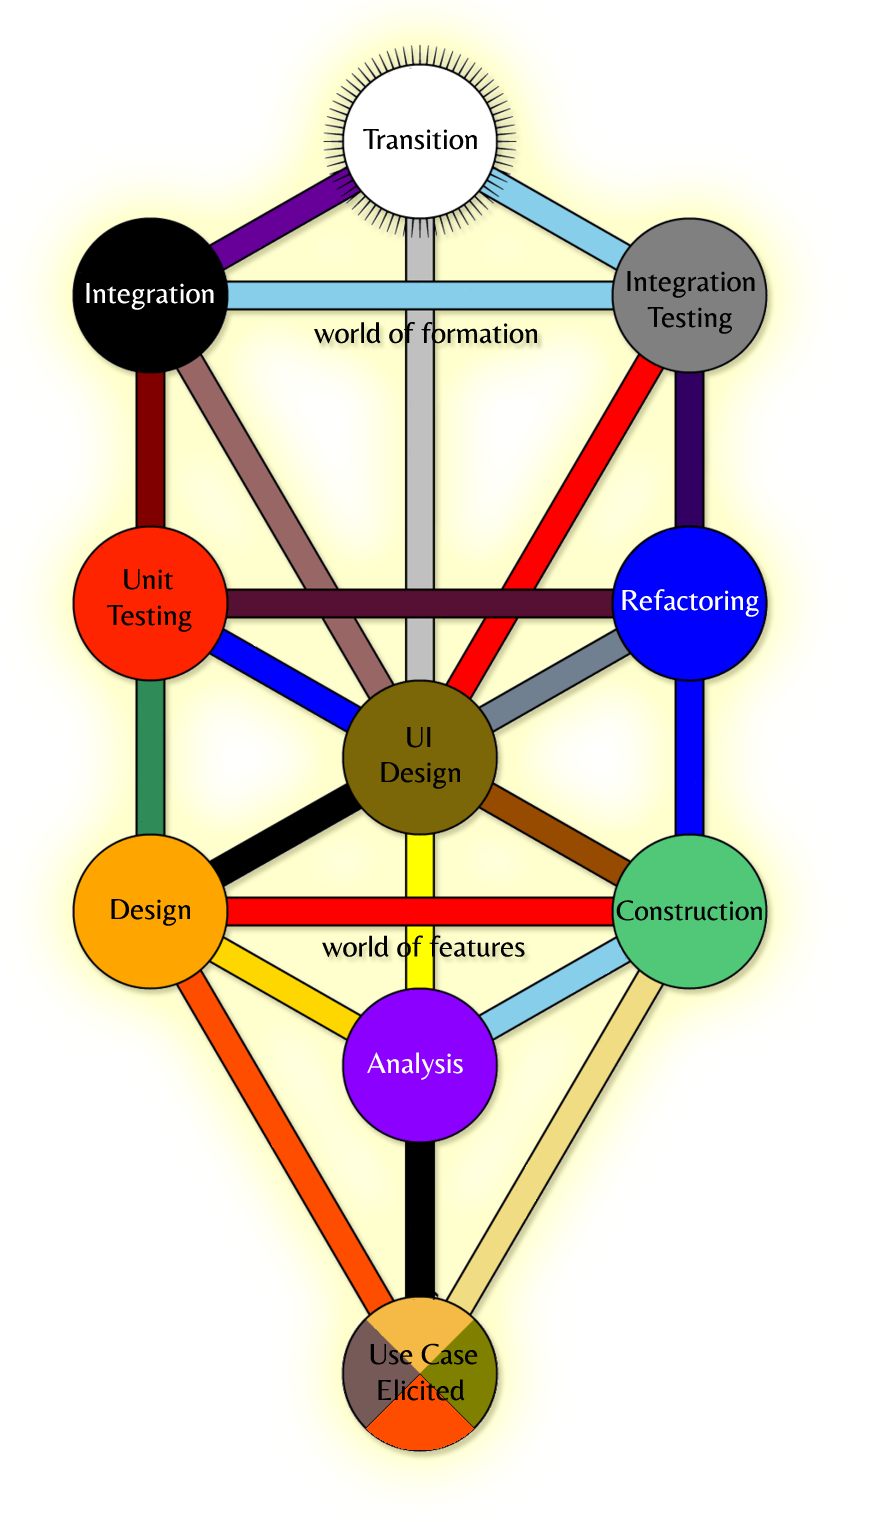 Transition
Integration
Integration
Testing
world of formation
Unit
Testing
Refactoring
UI
Design
Design
Construction
world of features
Analysis
Use Case
Elicited